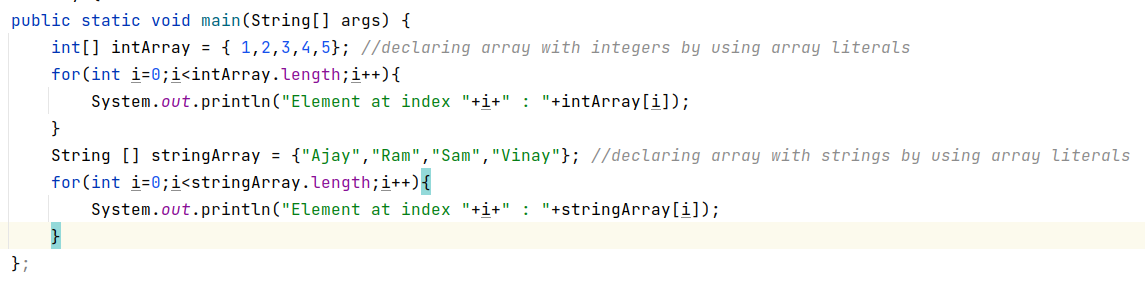 public static void main(String[] args) {
    int[] intArray = { 1,2,3,4,5}; //declaring array with integers by using array literals
    for(int i=0;i<intArray.length;i++){
        System.out.println("Element at index "+i+" : "+intArray[i]);
    }
    String [] stringArray = {"Ajay","Ram","Sam","Vinay"}; //declaring array with strings by using array literals
    for(int i=0;i<stringArray.length;i++){
        System.out.println("Element at index "+i+" : "+stringArray[i]);
    }
};